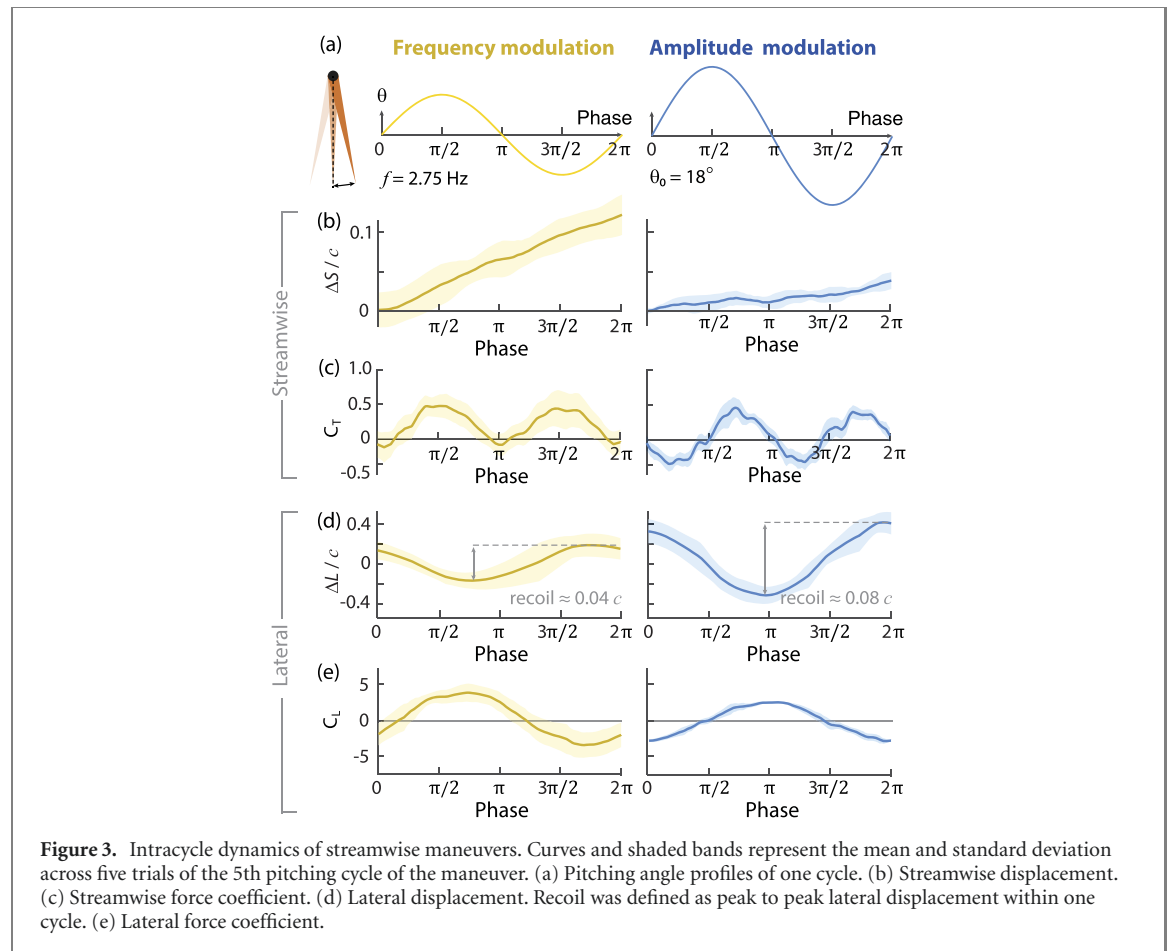 (a) Frequency modulation Amplitude modulation
θ Phase Phase
0 π/2 π 3π/2 2π 0 π/2 π 3π/2 2π
f = 2.75 Hz θ₀ = 18°
Streamwise
(b)
ΔS / c
0.1
0
π/2 π 3π/2 2π π/2 π 3π/2 2π
Phase Phase
(c)
C_T
1.0
0.5
0
-0.5
π/2 π 3π/2 2π π/2 π 3π/2 2π
Phase Phase
Lateral
(d)
ΔL / c
0.4
0
-0.4
recoil ≈ 0.04 c recoil ≈ 0.08 c
0 π/2 π 3π/2 2π 0 π/2 π 3π/2 2π
Phase Phase
(e)
C_L
5
0
-5
0 π/2 π 3π/2 2π 0 π/2 π 3π/2 2π
Phase Phase
Figure 3. Intracycle dynamics of streamwise maneuvers. Curves and shaded bands represent the mean and standard deviation
across five trials of the 5th pitching cycle of the maneuver. (a) Pitching angle profiles of one cycle. (b) Streamwise displacement.
(c) Streamwise force coefficient. (d) Lateral displacement. Recoil was defined as peak to peak lateral displacement within one
cycle. (e) Lateral force coefficient.